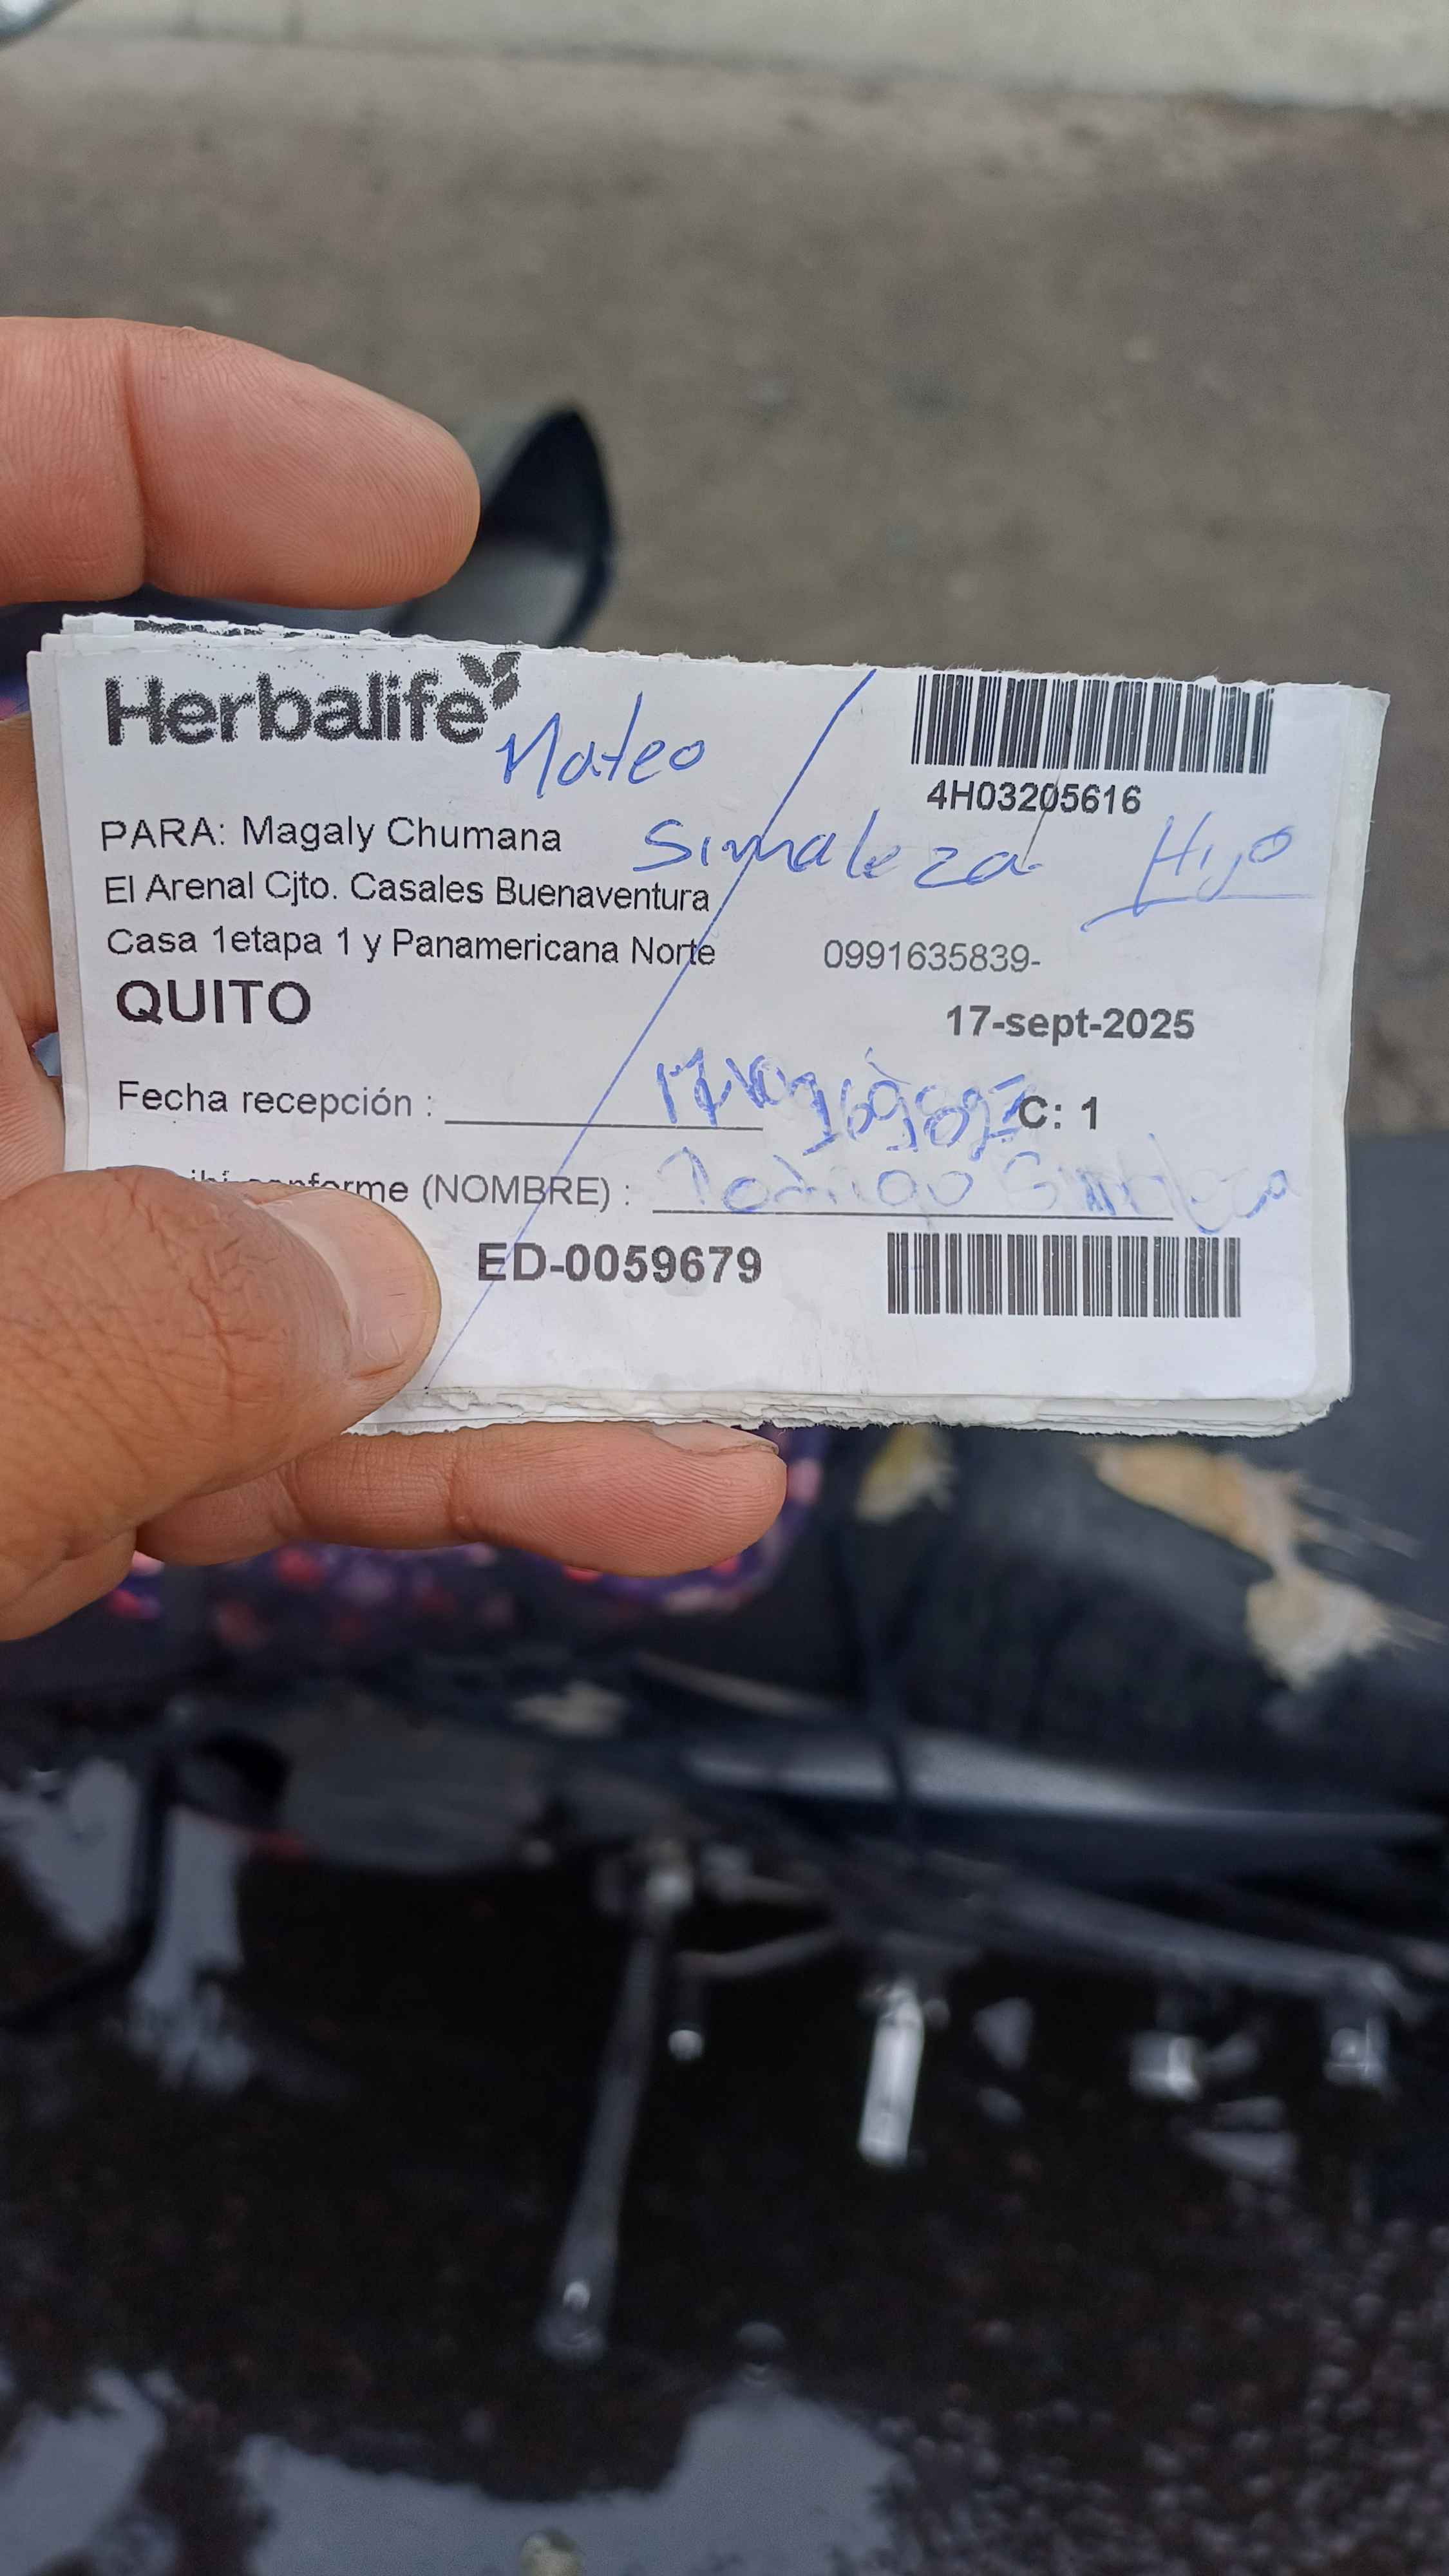 Herbalife
Mateo
4H03205616
PARA: Magaly Chumana
Simaleza Hijo
El Arenal Cjto. Casales Buenaventura
Casa 1etapa 1 y Panamericana Norte 0991635839-
QUITO
17-sept-2025
Fecha recepción :
C: 1
conforme (NOMBRE) : Rodrigo
ED-0059679